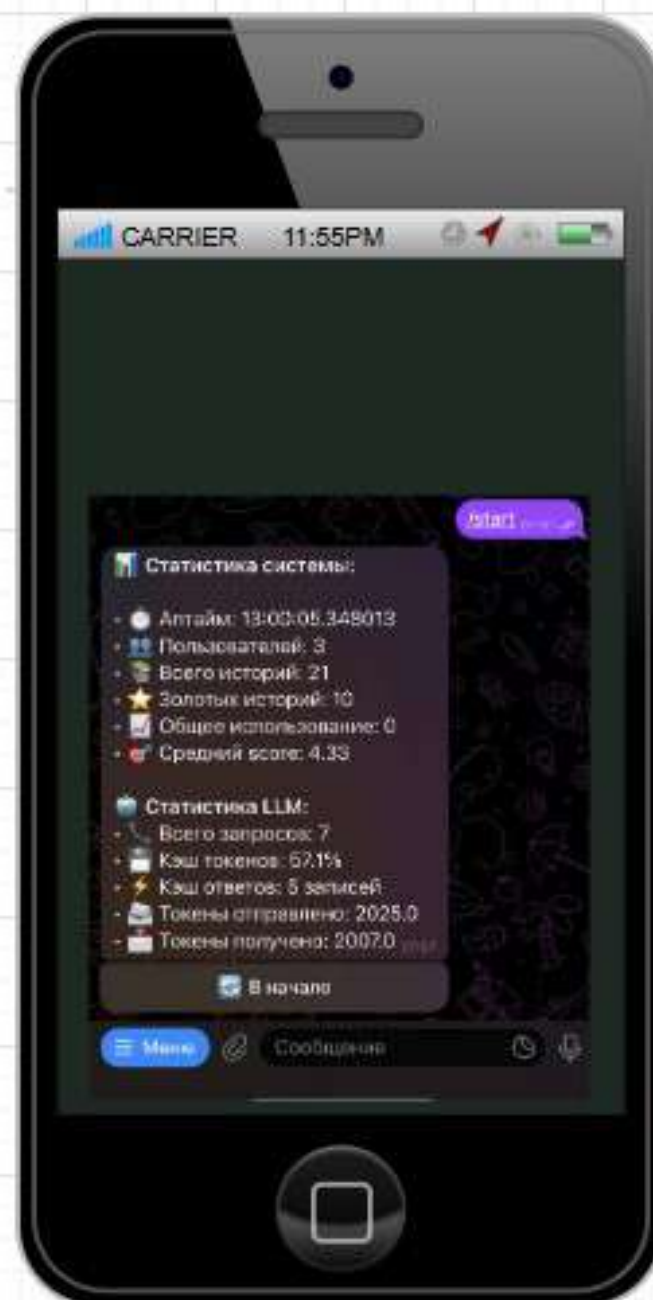 CARRIER 11:55PM
/start
Статистика системы:
- Аптайм: 13:00:05.348013
- Пользователей: 3
- Всего историй: 21
- Золотых историй: 10
- Общее использование: 0
- Средний score: 4.33
Статистика LLM:
- Всего запросов: 7
- Кэш токенов: 57.1%
- Кэш ответов: 5 записей
- Токены отправлено: 2025.0
- Токены получено: 2007.0
В начало
Меню
Сообщение